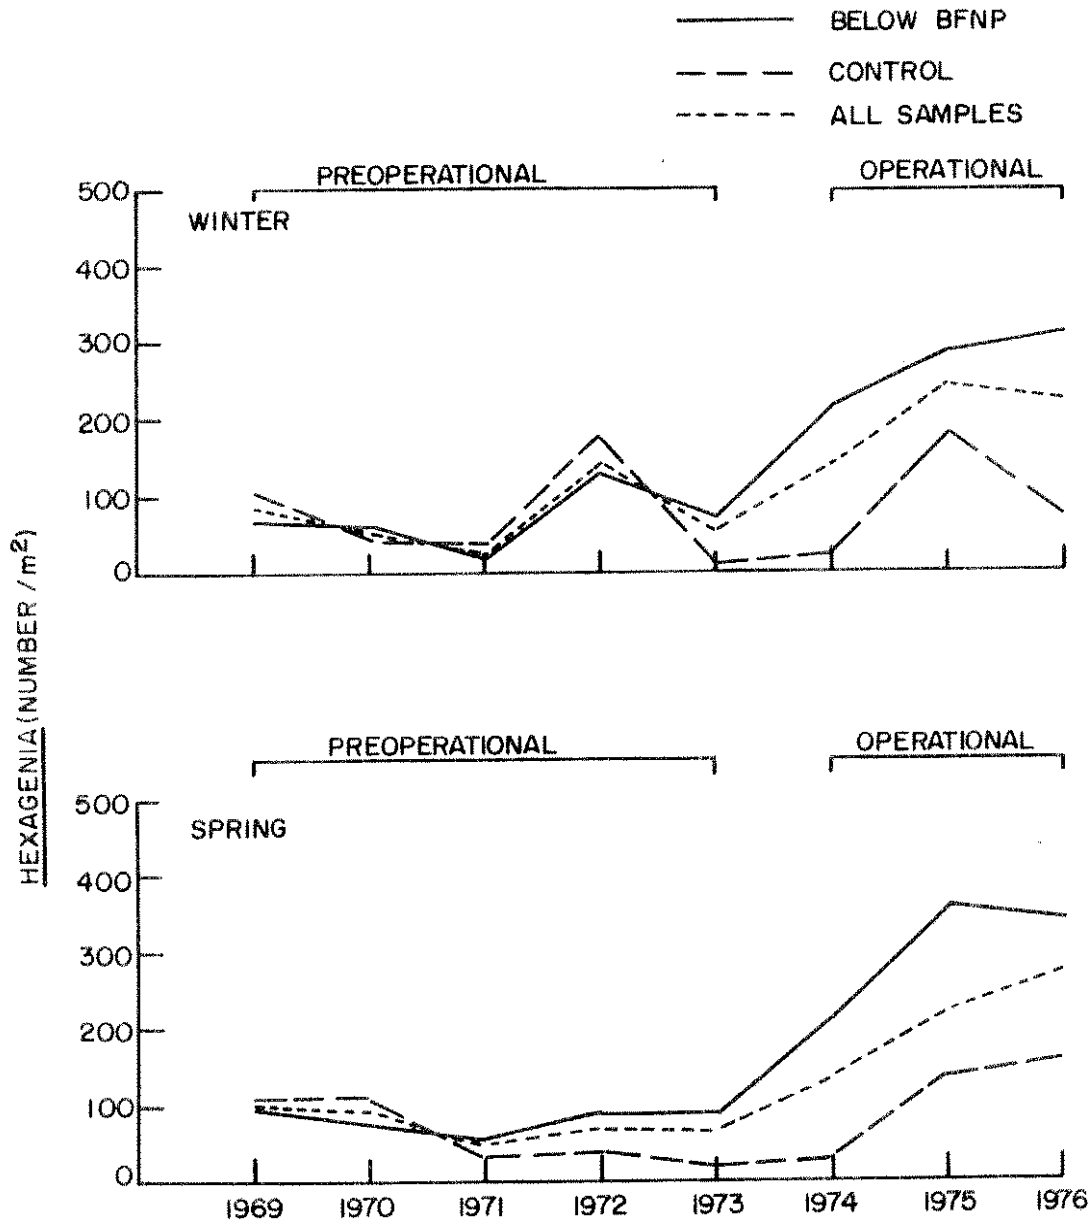 BELOW BFNP
CONTROL
ALL SAMPLES
PREOPERATIONAL
OPERATIONAL
WINTER
500
400
300
200
100
0
HEXAGENIA (NUMBER / m²)
PREOPERATIONAL
OPERATIONAL
SPRING
500
400
300
200
100
0
1969 1970 1971 1972 1973 1974 1975 1976